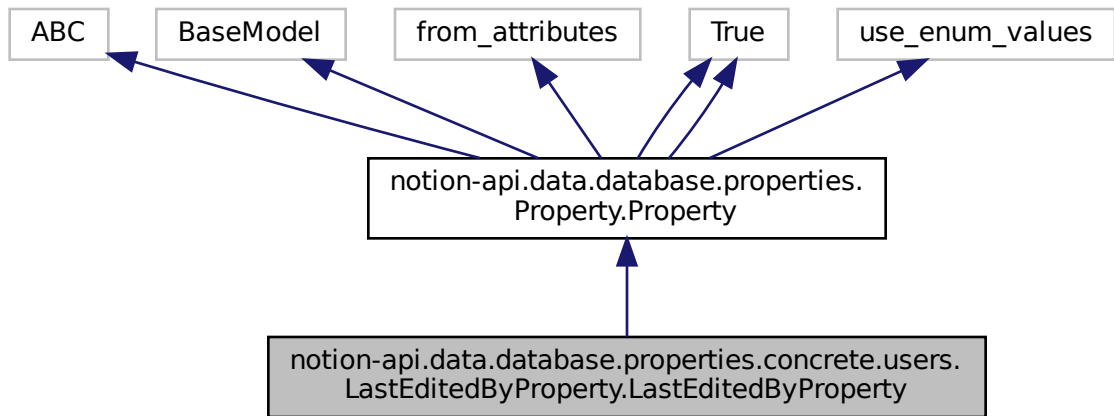 ABC
BaseModel
from_attributes
True
use_enum_values
notion-api.data.database.properties.
Property.Property
notion-api.data.database.properties.concrete.users.
LastEditedByProperty.LastEditedByProperty